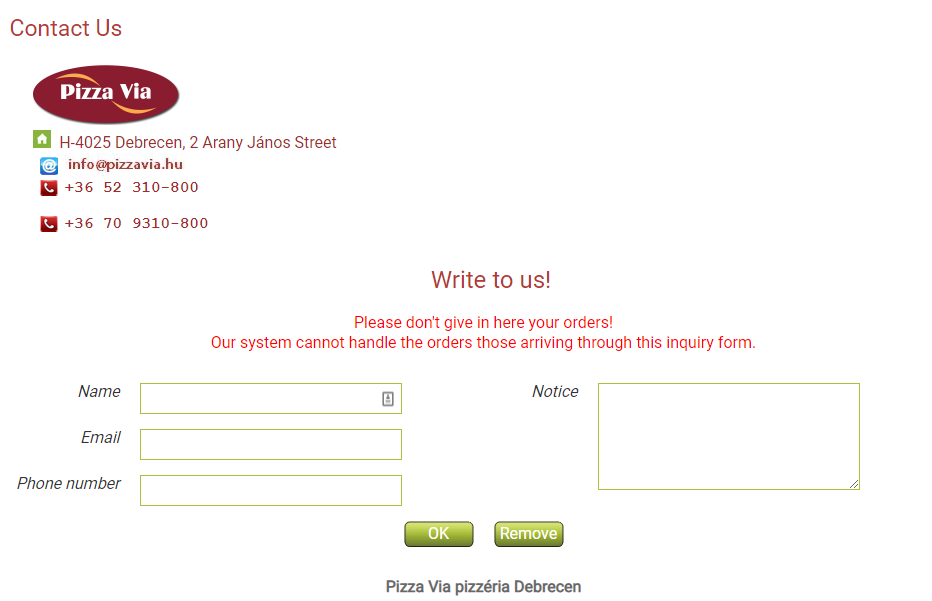 Contact Us
Pizza Via
H-4025 Debrecen, 2 Arany János Street
info@pizzavia.hu
+36 52 310-800
+36 70 9310-800
Write to us!
Please don't give in here your orders!
Our system cannot handle the orders those arriving through this inquiry form.
Name
Notice
Email
Phone number
OK Remove
Pizza Via pizzéria Debrecen